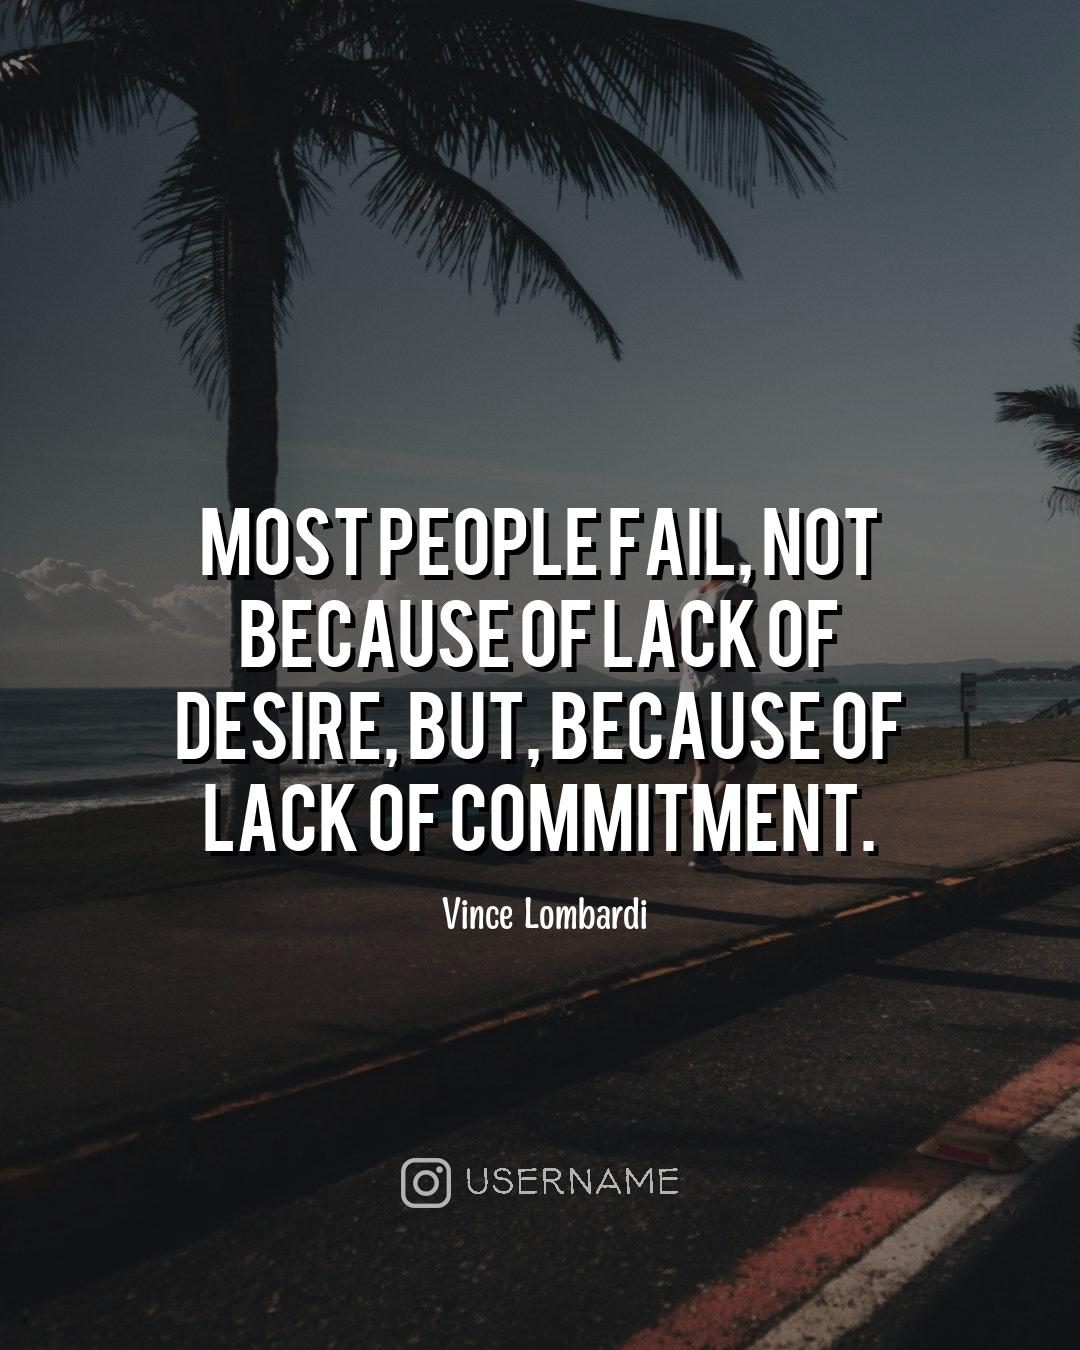 MOST PEOPLE FAIL, NOT
BECAUSE OF LACK OF
DESIRE, BUT, BECAUSE OF
LACK OF COMMITMENT.
Vince Lombardi
USERNAME